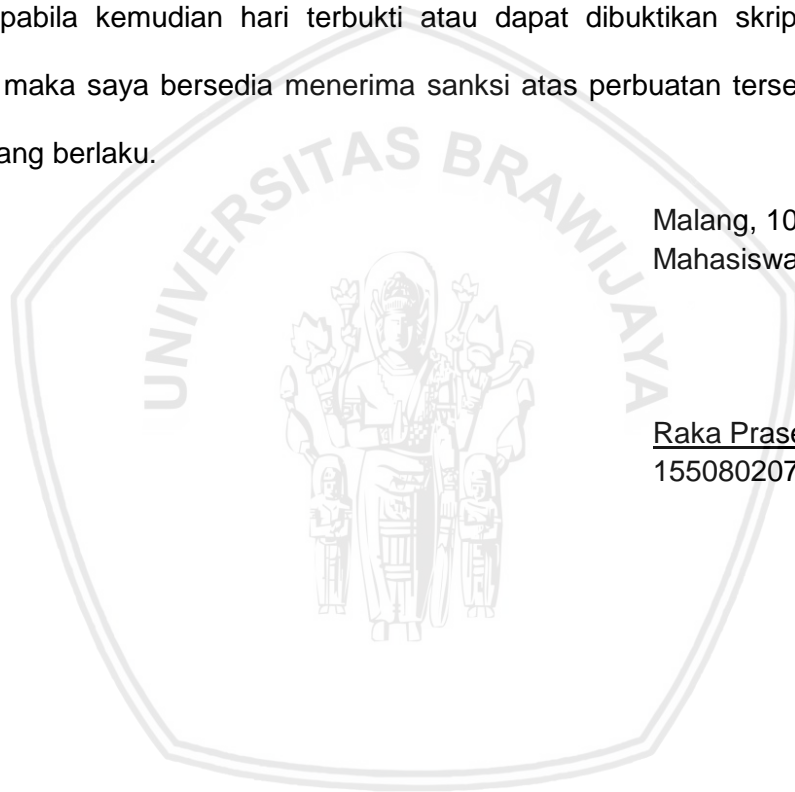 pabila kemudian hari terbukti atau dapat dibuktikan skrip
maka saya bersedia menerima sanksi atas perbuatan terse
ang berlaku.
UNIVERSITAS BRAWIJAYA
Malang, 10
Mahasiswa
Raka Prase
155080207